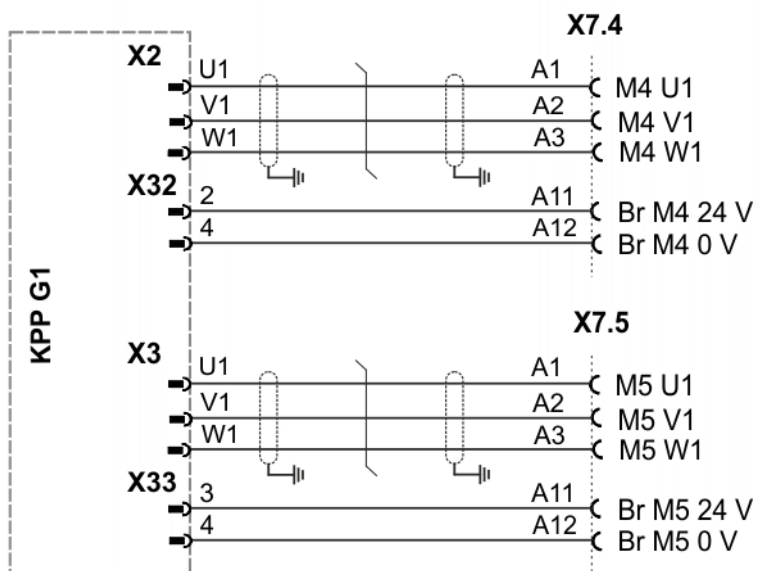 X7.4
X2
U1 A1 M4 U1
V1 A2 M4 V1
W1 A3 M4 W1
X32
2 A11 Br M4 24 V
4 A12 Br M4 0 V
KPP G1
X7.5
X3
U1 A1 M5 U1
V1 A2 M5 V1
W1 A3 M5 W1
X33
3 A11 Br M5 24 V
4 A12 Br M5 0 V